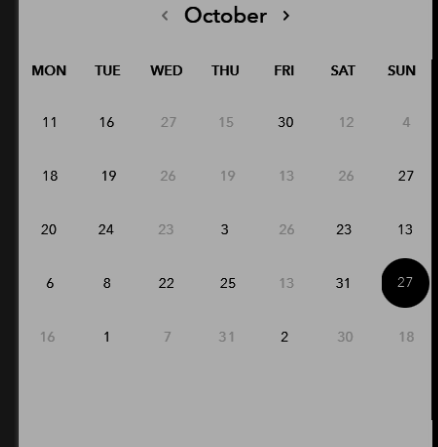 ‹ October ›
MON TUE WED THU FRI SAT SUN
11 16 27 15 30 12 4
18 19 26 19 13 26 27
20 24 23 3 26 23 13
6 8 22 25 13 31 27
16 1 7 31 2 30 18